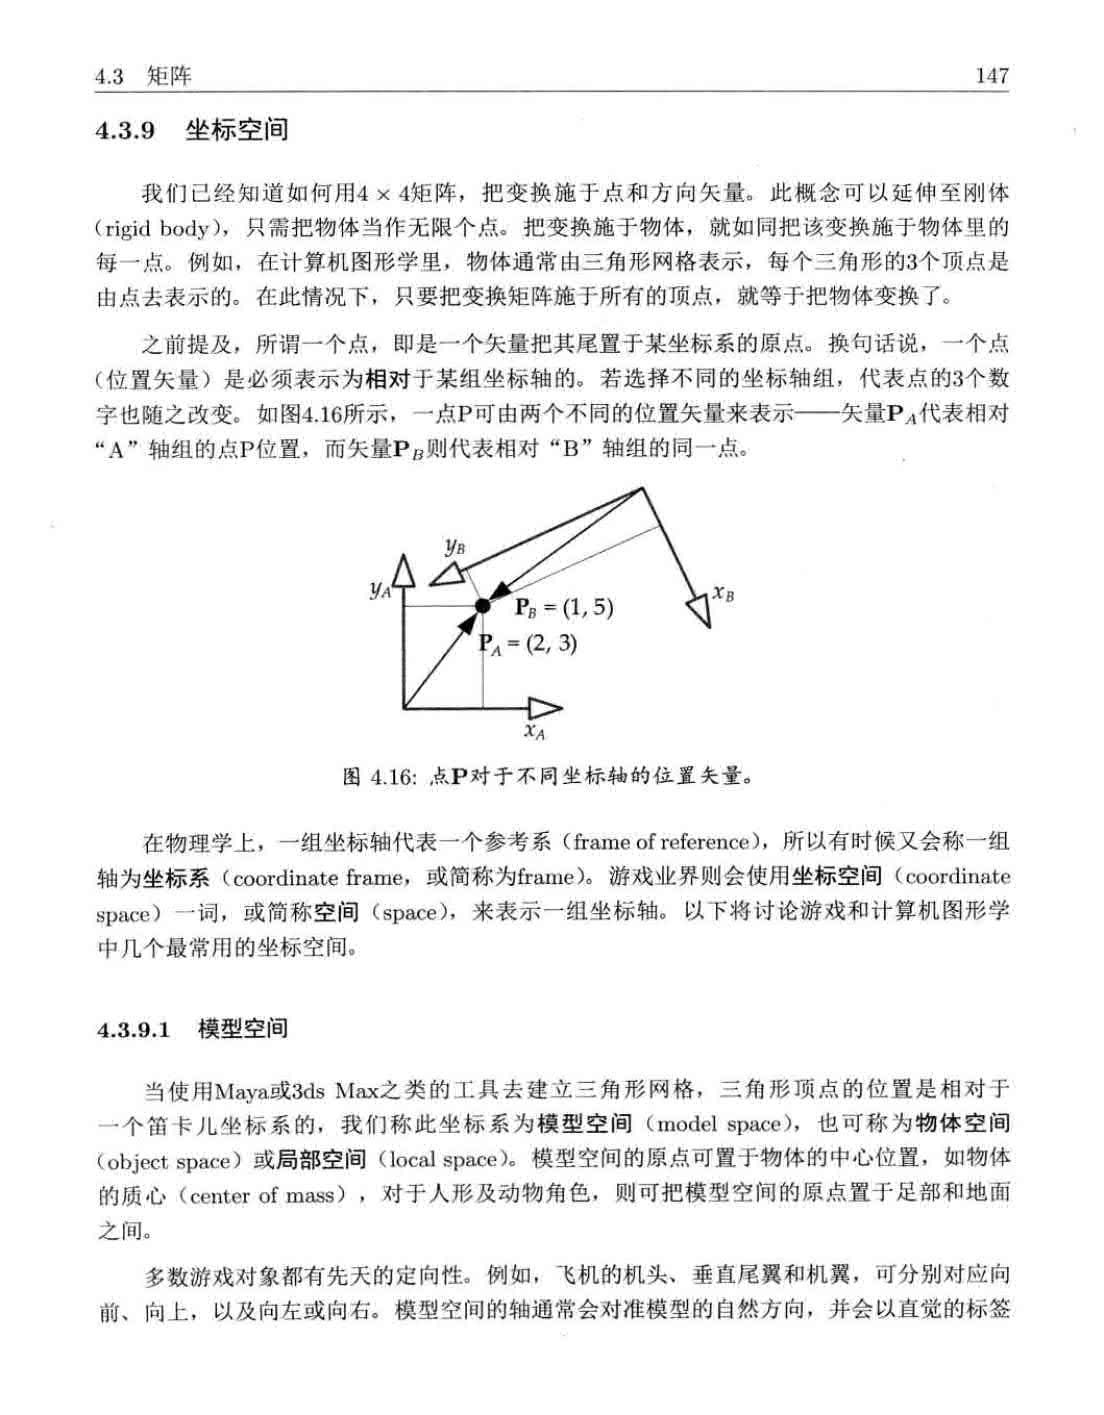 4.3 矩阵 147
4.3.9 坐标空间
我们已经知道如何用4 × 4矩阵，把变换施于点和方向矢量。此概念可以延伸至刚体
（rigid body），只需把物体当作无限个点。把变换施于物体，就如同把该变换施于物体里的
每一点。例如，在计算机图形学里，物体通常由三角形网格表示，每个三角形的3个顶点是
由点去表示的。在此情况下，只要把变换矩阵施于所有的顶点，就等于把物体变换了。
之前提及，所谓一个点，即是一个矢量把其尾置于某坐标系的原点。换句话说，一个点
（位置矢量）是必须表示为相对于某组坐标轴的。若选择不同的坐标轴组，代表点的3个数
字也随之改变。如图4.16所示，一点P可由两个不同的位置矢量来表示——矢量P_A代表相对
“A”轴组的点P位置，而矢量P_B则代表相对“B”轴组的同一点。
y_B
y_A
x_B
P_B = (1, 5)
P_A = (2, 3)
x_A
图 4.16: 点P对于不同坐标轴的位置矢量。
在物理学上，一组坐标轴代表一个参考系（frame of reference），所以有时候又会称一组
轴为坐标系（coordinate frame，或简称为frame）。游戏业界则会使用坐标空间（coordinate
space）一词，或简称空间（space），来表示一组坐标轴。以下将讨论游戏和计算机图形学
中几个最常用的坐标空间。
4.3.9.1 模型空间
当使用Maya或3ds Max之类的工具去建立三角形网格，三角形顶点的位置是相对于
一个笛卡儿坐标系的，我们称此坐标系为模型空间（model space），也可称为物体空间
（object space）或局部空间（local space）。模型空间的原点可置于物体的中心位置，如物体
的质心（center of mass），对于人形及动物角色，则可把模型空间的原点置于足部和地面
之间。
多数游戏对象都有先天的定向性。例如，飞机的机头、垂直尾翼和机翼，可分别对应向
前、向上，以及向左或向右。模型空间的轴通常会对准模型的自然方向，并会以直觉的标签